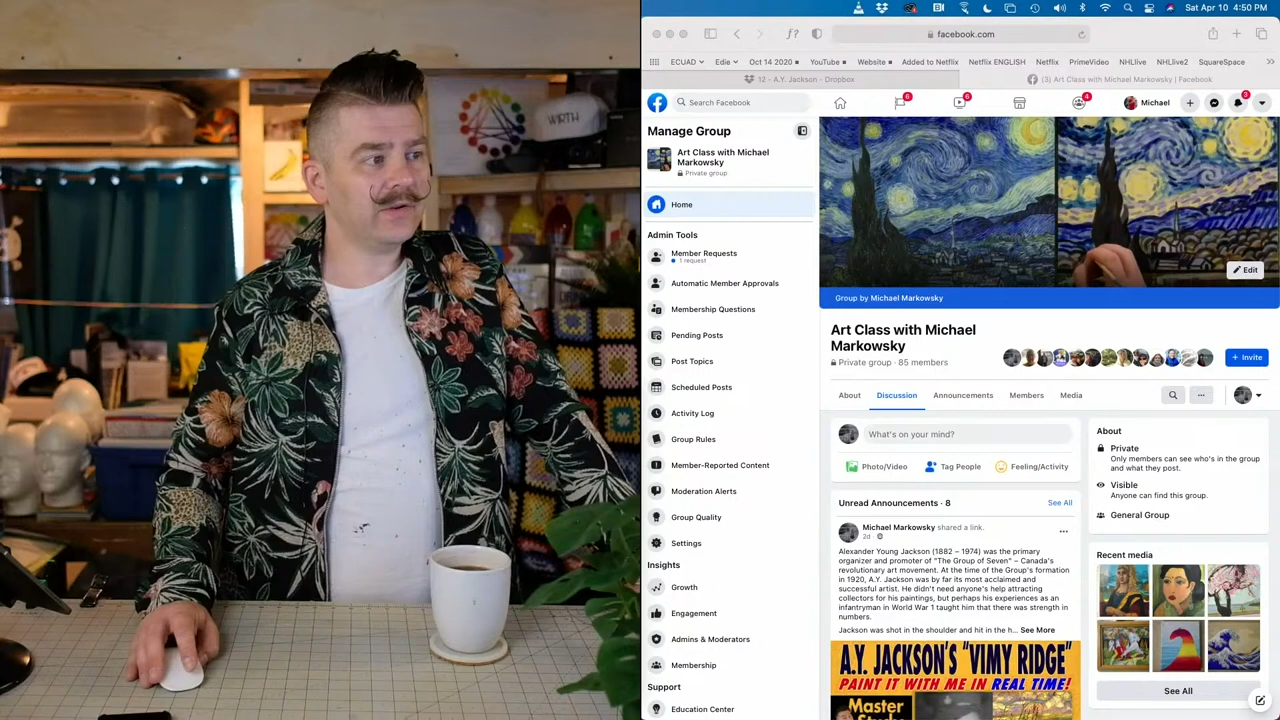 Sat Apr 10 4:50 PM
facebook.com
ECUAD Edie Oct 14 2020 YouTube Website Added to Netflix Netflix ENGLISH Netflix PrimeVideo NHLlive NHLlive2 SquareSpace
12 - A.Y. Jackson - Dropbox
(3) Art Class with Michael Markowsky | Facebook
Search Facebook
6
6
4
Michael
3
Manage Group
Art Class with Michael
Markowsky
Private group
Home
Admin Tools
Member Requests
1 request
Automatic Member Approvals
Membership Questions
Pending Posts
Post Topics
Scheduled Posts
Activity Log
Group Rules
Member-Reported Content
Moderation Alerts
Group Quality
Settings
Insights
Growth
Engagement
Admins & Moderators
Membership
Support
Education Center
Edit
Group by Michael Markowsky
Art Class with Michael
Markowsky
Private group · 85 members
+ Invite
About Discussion Announcements Members Media
What's on your mind?
Photo/Video Tag People Feeling/Activity
Unread Announcements · 8
See All
Michael Markowsky shared a link.
2d
Alexander Young Jackson (1882 – 1974) was the primary
organizer and promoter of "The Group of Seven" – Canada's
revolutionary art movement. At the time of the Group's formation
in 1920, A.Y. Jackson was by far its most acclaimed and
successful artist. He didn't need anyone's help attracting
collectors for his paintings, but perhaps his experiences as an
infantryman in World War 1 taught him that there was strength in
numbers.
Jackson was shot in the shoulder and hit in the h... See More
A.Y. JACKSON'S "VIMY RIDGE"
PAINT IT WITH ME IN REAL TIME!
Master
About
Private
Only members can see who's in the group
and what they post.
Visible
Anyone can find this group.
General Group
Recent media
See All